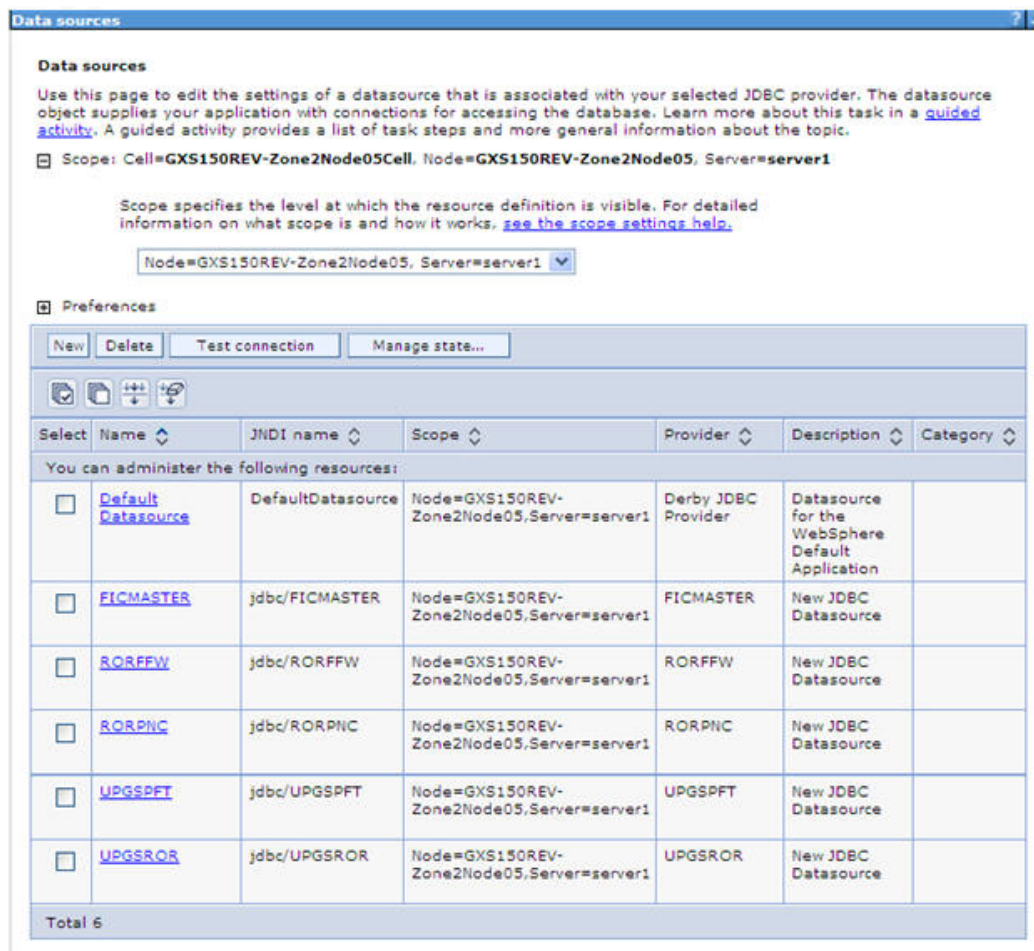 Data sources ?
Data sources
Use this page to edit the settings of a datasource that is associated with your selected JDBC provider. The datasource
object supplies your application with connections for accessing the database. Learn more about this task in a guided
activity. A guided activity provides a list of task steps and more general information about the topic.
Scope: Cell=GXS150REV-Zone2Node05Cell, Node=GXS150REV-Zone2Node05, Server=server1
Scope specifies the level at which the resource definition is visible. For detailed
information on what scope is and how it works, see the scope settings help.
Node=GXS150REV-Zone2Node05, Server=server1
Preferences
New Delete Test connection Manage state...
Select Name JNDI name Scope Provider Description Category
You can administer the following resources:
Default DefaultDatasource Node=GXS150REV- Derby JDBC Datasource
Datasource Zone2Node05,Server=server1 Provider for the
WebSphere
Default
Application
FICMASTER jdbc/FICMASTER Node=GXS150REV- FICMASTER New JDBC
Zone2Node05,Server=server1 Datasource
RORFFW jdbc/RORFFW Node=GXS150REV- RORFFW New JDBC
Zone2Node05,Server=server1 Datasource
RORPNC jdbc/RORPNC Node=GXS150REV- RORPNC New JDBC
Zone2Node05,Server=server1 Datasource
UPGSPFT jdbc/UPGSPFT Node=GXS150REV- UPGSPFT New JDBC
Zone2Node05,Server=server1 Datasource
UPGSROR jdbc/UPGSROR Node=GXS150REV- UPGSROR New JDBC
Zone2Node05,Server=server1 Datasource
Total 6